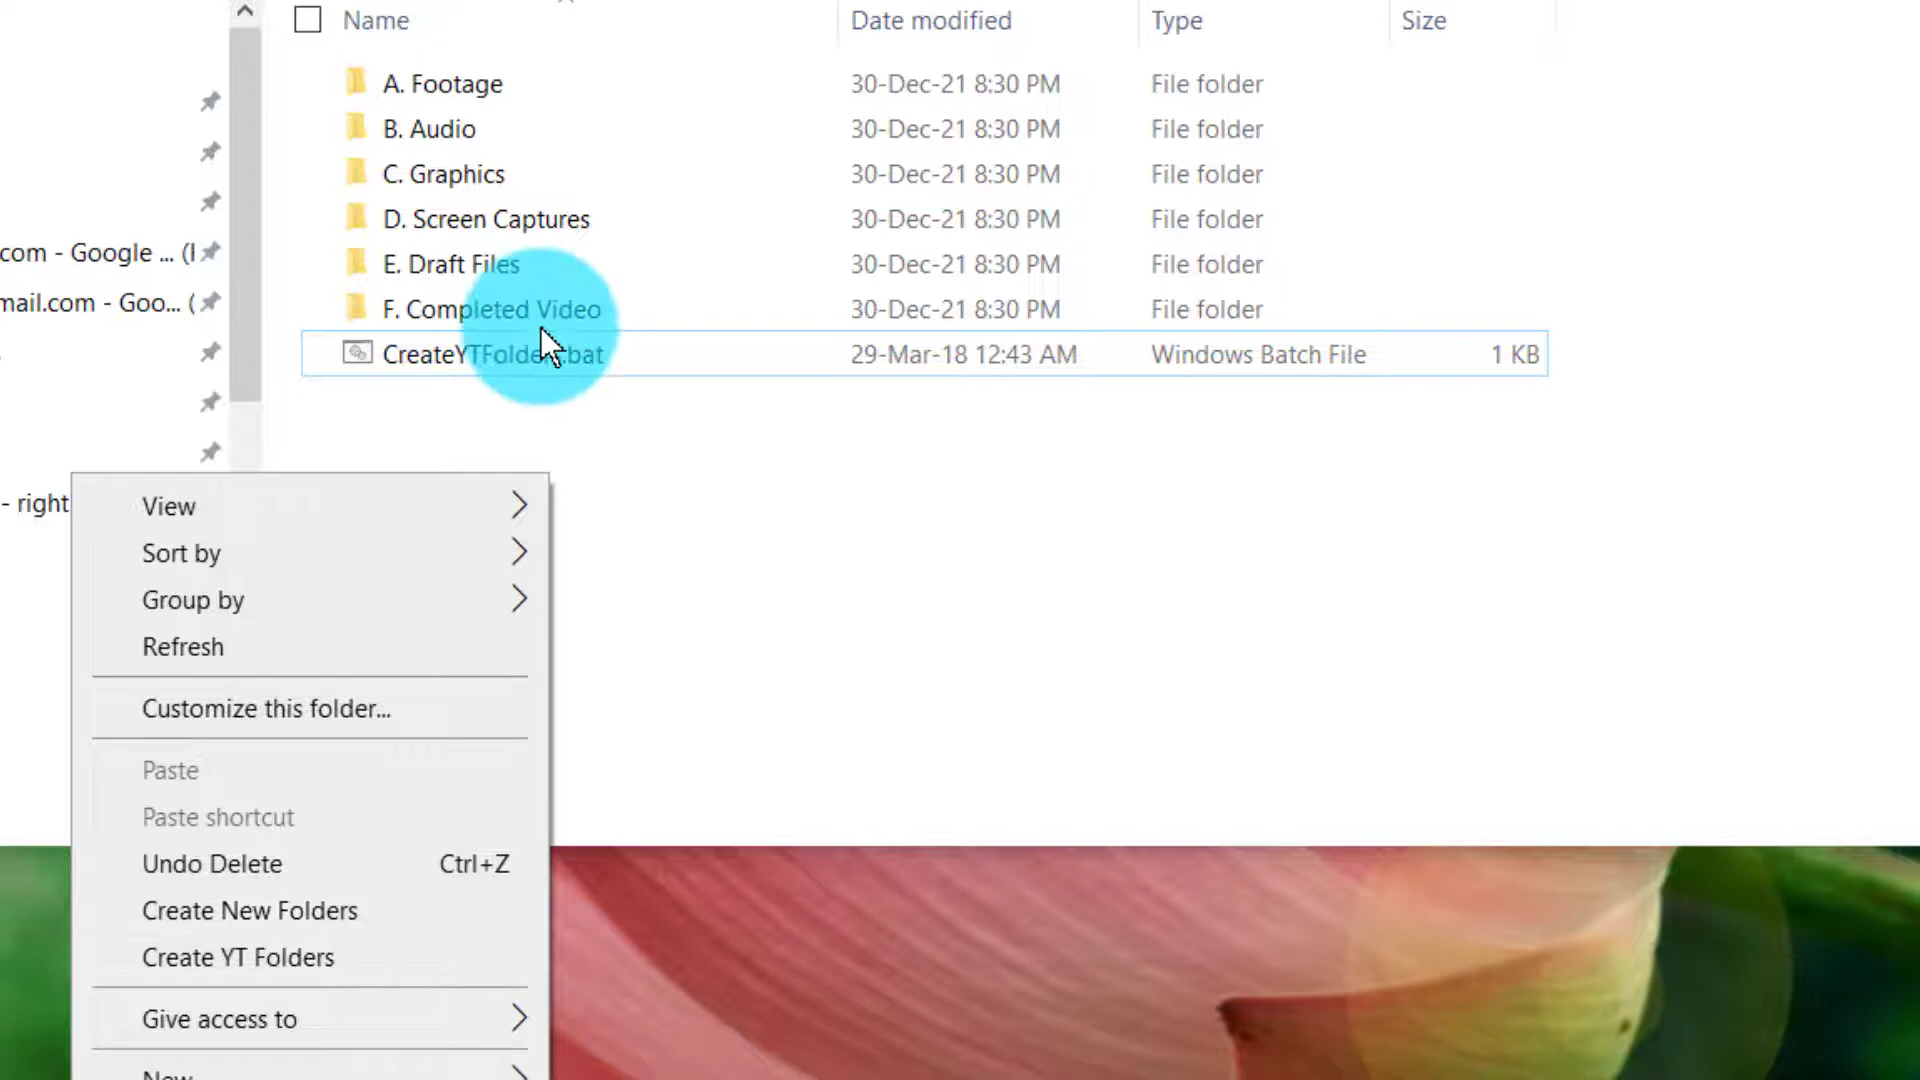 Name Date modified Type Size
A. Footage 30-Dec-21 8:30 PM File folder
B. Audio 30-Dec-21 8:30 PM File folder
C. Graphics 30-Dec-21 8:30 PM File folder
D. Screen Captures 30-Dec-21 8:30 PM File folder
E. Draft Files 30-Dec-21 8:30 PM File folder
F. Completed Video 30-Dec-21 8:30 PM File folder
29-Mar-18 12:43 AM Windows Batch File 1 KB
com - Google ... (
mail.com - Goo... (
- right
View
Sort by
Group by
Refresh
Customize this folder...
Paste
Paste shortcut
Undo Delete Ctrl+Z
Create New Folders
Create YT Folders
Give access to
New